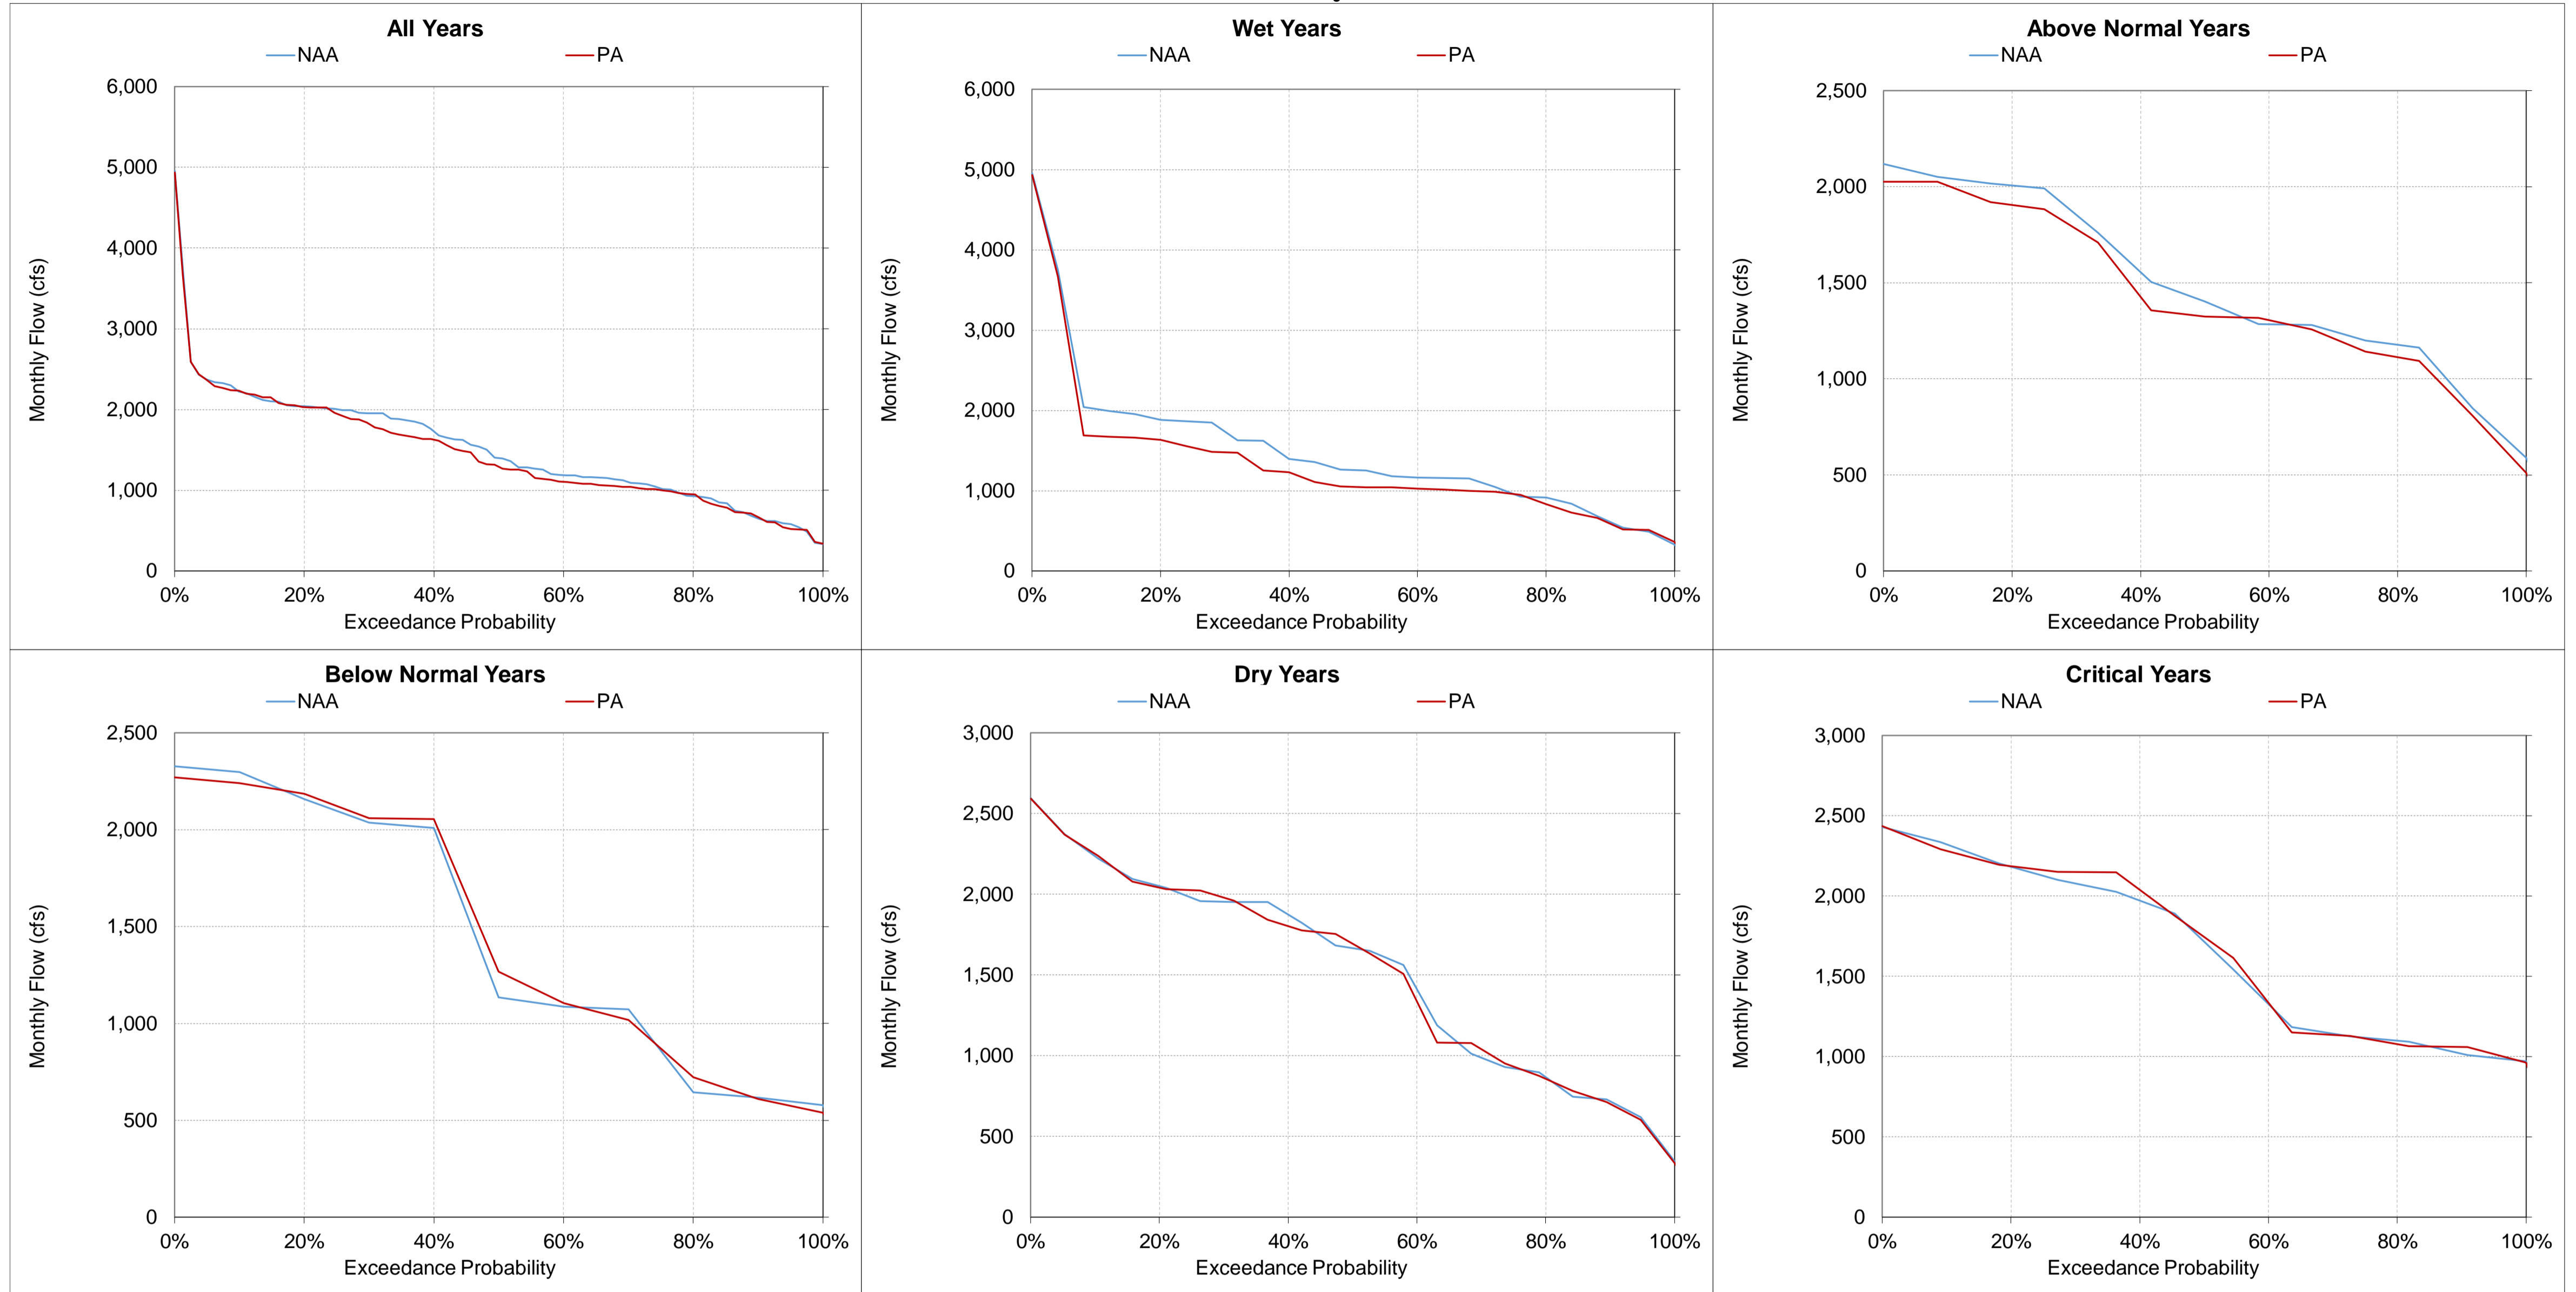 All Years
NAA PA
6,000
5,000
4,000
3,000
2,000
1,000
0
Monthly Flow (cfs)
0% 20% 40% 60% 80% 100%
Exceedance Probability
Wet Years
NAA PA
6,000
5,000
4,000
3,000
2,000
1,000
0
Monthly Flow (cfs)
0% 20% 40% 60% 80% 100%
Exceedance Probability
Above Normal Years
NAA PA
2,500
2,000
1,500
1,000
500
0
Monthly Flow (cfs)
0% 20% 40% 60% 80% 100%
Exceedance Probability
Below Normal Years
NAA PA
2,500
2,000
1,500
1,000
500
0
Monthly Flow (cfs)
0% 20% 40% 60% 80% 100%
Exceedance Probability
Dry Years
NAA PA
3,000
2,500
2,000
1,500
1,000
500
0
Monthly Flow (cfs)
0% 20% 40% 60% 80% 100%
Exceedance Probability
Critical Years
NAA PA
3,000
2,500
2,000
1,500
1,000
500
0
Monthly Flow (cfs)
0% 20% 40% 60% 80% 100%
Exceedance Probability